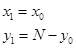 x₁ = x₀
y₁ = N − y₀